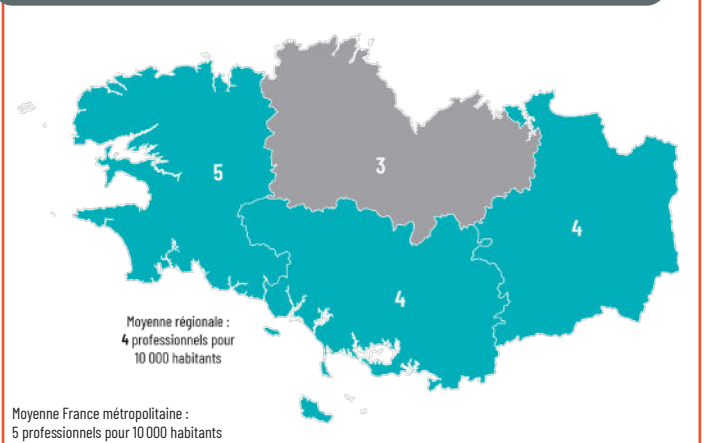 3
5
4
4
Moyenne régionale :
4 professionnels pour
10 000 habitants
Moyenne France métropolitaine :
5 professionnels pour 10 000 habitants